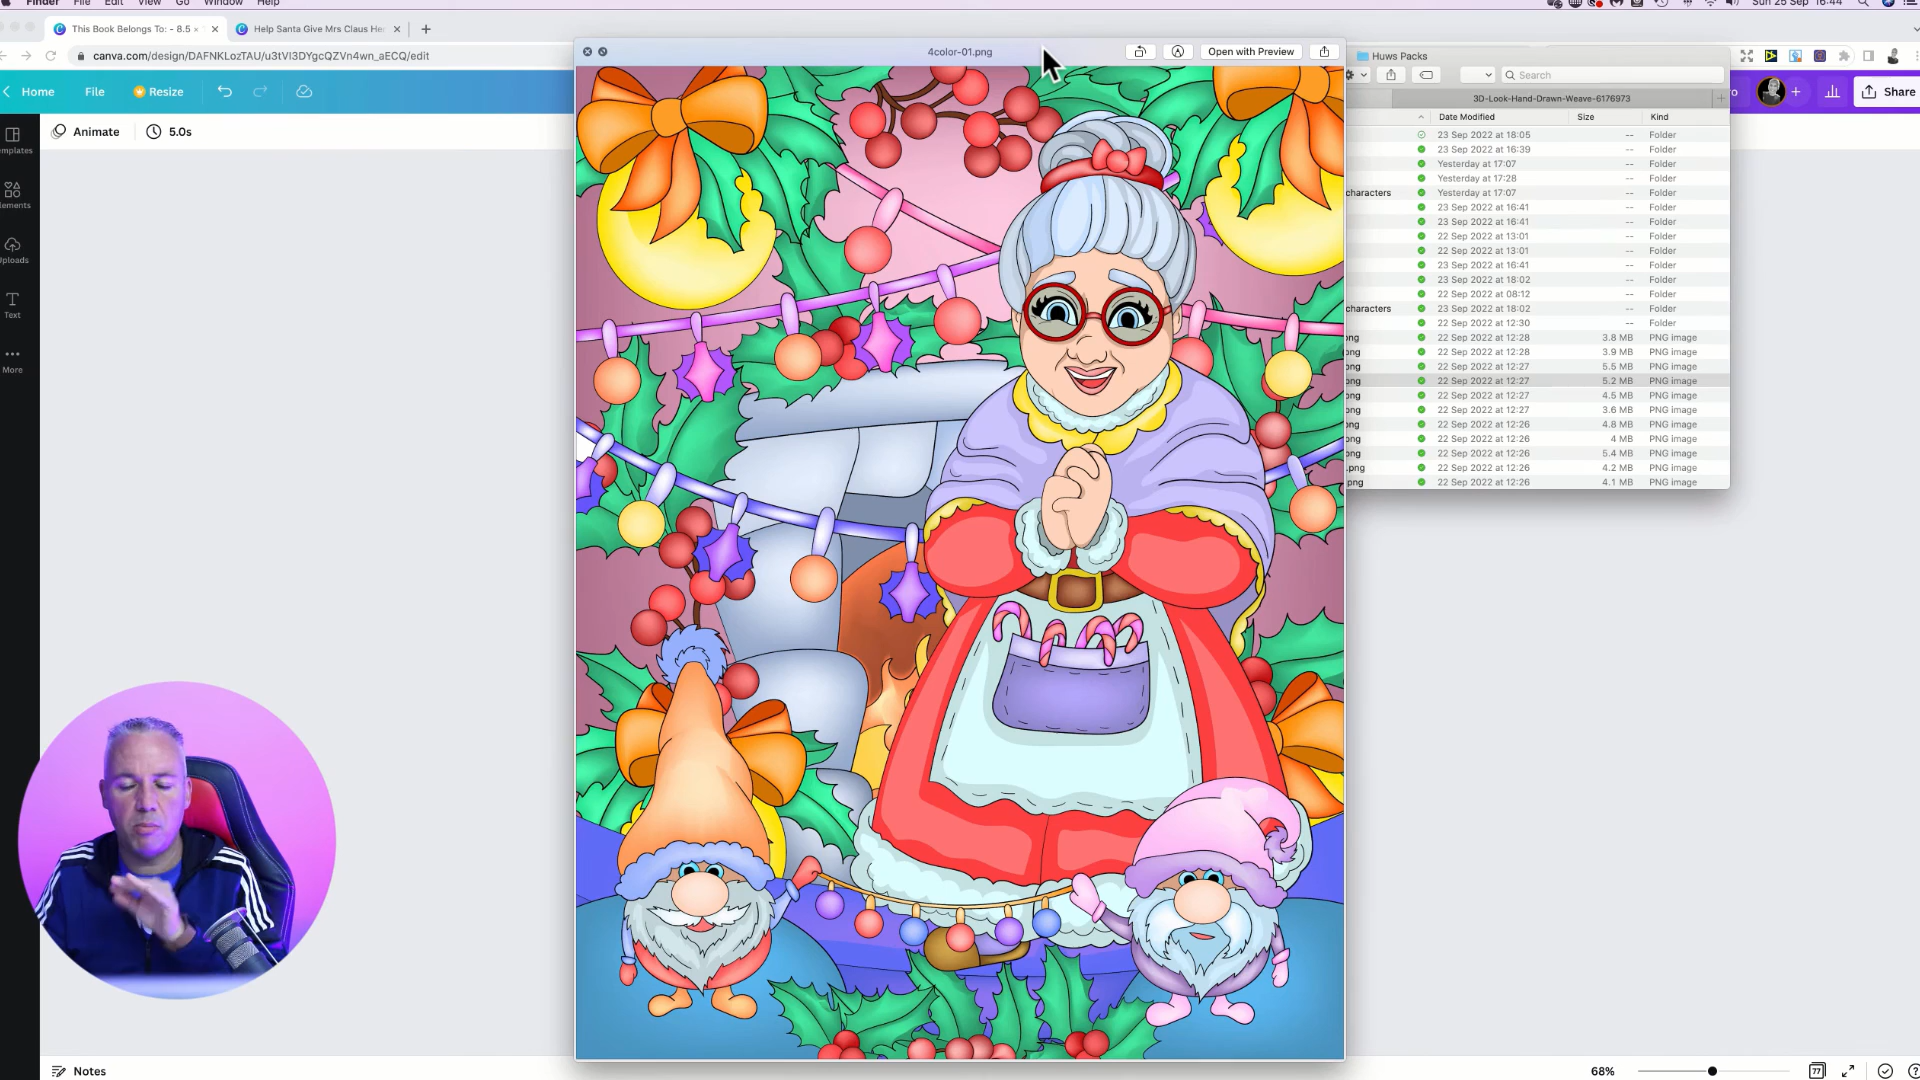 Finder File Edit View Go Window Help
Sun 25 Sep 16:44
This Book Belongs To: - 8.5 ×
Help Santa Give Mrs Claus Her
canva.com/design/DAFNKLozTAU/u3tVI3DYgcQZVn4wn_aECQ/edit
Home File Resize
Share
Animate 5.0s
Text
More
Notes
68%
77
4color-01.png
Open with Preview
Huws Packs
Search
3D-Look-Hand-Drawn-Weave-6176973
Date Modified Size Kind
23 Sep 2022 at 18:05 -- Folder
23 Sep 2022 at 16:39 -- Folder
Yesterday at 17:07 -- Folder
Yesterday at 17:28 -- Folder
characters Yesterday at 17:07 -- Folder
23 Sep 2022 at 16:41 -- Folder
23 Sep 2022 at 16:41 -- Folder
22 Sep 2022 at 13:01 -- Folder
22 Sep 2022 at 13:01 -- Folder
23 Sep 2022 at 16:41 -- Folder
23 Sep 2022 at 18:02 -- Folder
22 Sep 2022 at 08:12 -- Folder
characters 23 Sep 2022 at 18:02 -- Folder
22 Sep 2022 at 12:30 -- Folder
png 22 Sep 2022 at 12:28 3.8 MB PNG image
png 22 Sep 2022 at 12:28 3.9 MB PNG image
png 22 Sep 2022 at 12:27 5.5 MB PNG image
png 22 Sep 2022 at 12:27 5.2 MB PNG image
png 22 Sep 2022 at 12:27 4.5 MB PNG image
png 22 Sep 2022 at 12:27 3.6 MB PNG image
png 22 Sep 2022 at 12:26 4.8 MB PNG image
png 22 Sep 2022 at 12:26 4 MB PNG image
png 22 Sep 2022 at 12:26 5.4 MB PNG image
.png 22 Sep 2022 at 12:26 4.2 MB PNG image
png 22 Sep 2022 at 12:26 4.1 MB PNG image